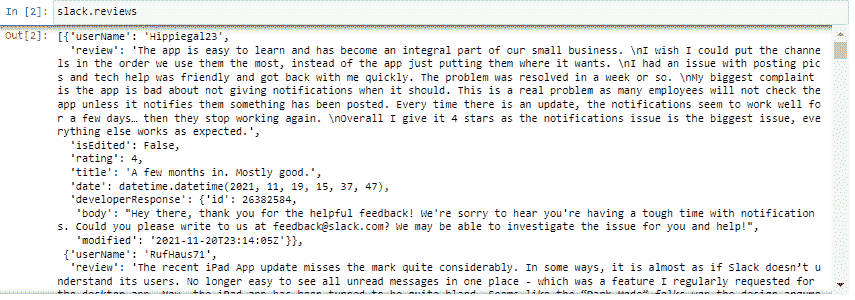 In [2]: slack.reviews
Out[2]: [{'userName': 'Hippiegal23',
'review': 'The app is easy to learn and has become an integral part of our small business. \nI wish I could put the channe
ls in the order we use them the most, instead of the app just putting them where it wants. \nI had an issue with posting pic
s and tech help was friendly and got back with me quickly. The problem was resolved in a week or so. \nMy biggest complaint
is the app is bad about not giving notifications when it should. This is a real problem as many employees will not check the
app unless it notifies them something has been posted. Every time there is an update, the notifications seem to work well fo
r a few days… then they stop working again. \nOverall I give it 4 stars as the notifications issue is the biggest issue, eve
rything else works as expected.',
'isEdited': False,
'rating': 4,
'title': 'A few months in. Mostly good.',
'date': datetime.datetime(2021, 11, 19, 15, 37, 47),
'developerResponse': {'id': 26382584,
'body': "Hey there, thank you for the helpful feedback! We're sorry to hear you're having a tough time with notification
s. Could you please write to us at feedback@slack.com? We may be able to investigate the issue for you and help!",
'modified': '2021-11-20T23:14:05Z'}},
{'userName': 'RufHaus71',
'review': 'The recent iPad App update misses the mark quite considerably. In some ways, it is almost as if Slack doesn’t u
nderstand its users. No longer easy to see all unread messages in one place - which was a feature I regularly requested for